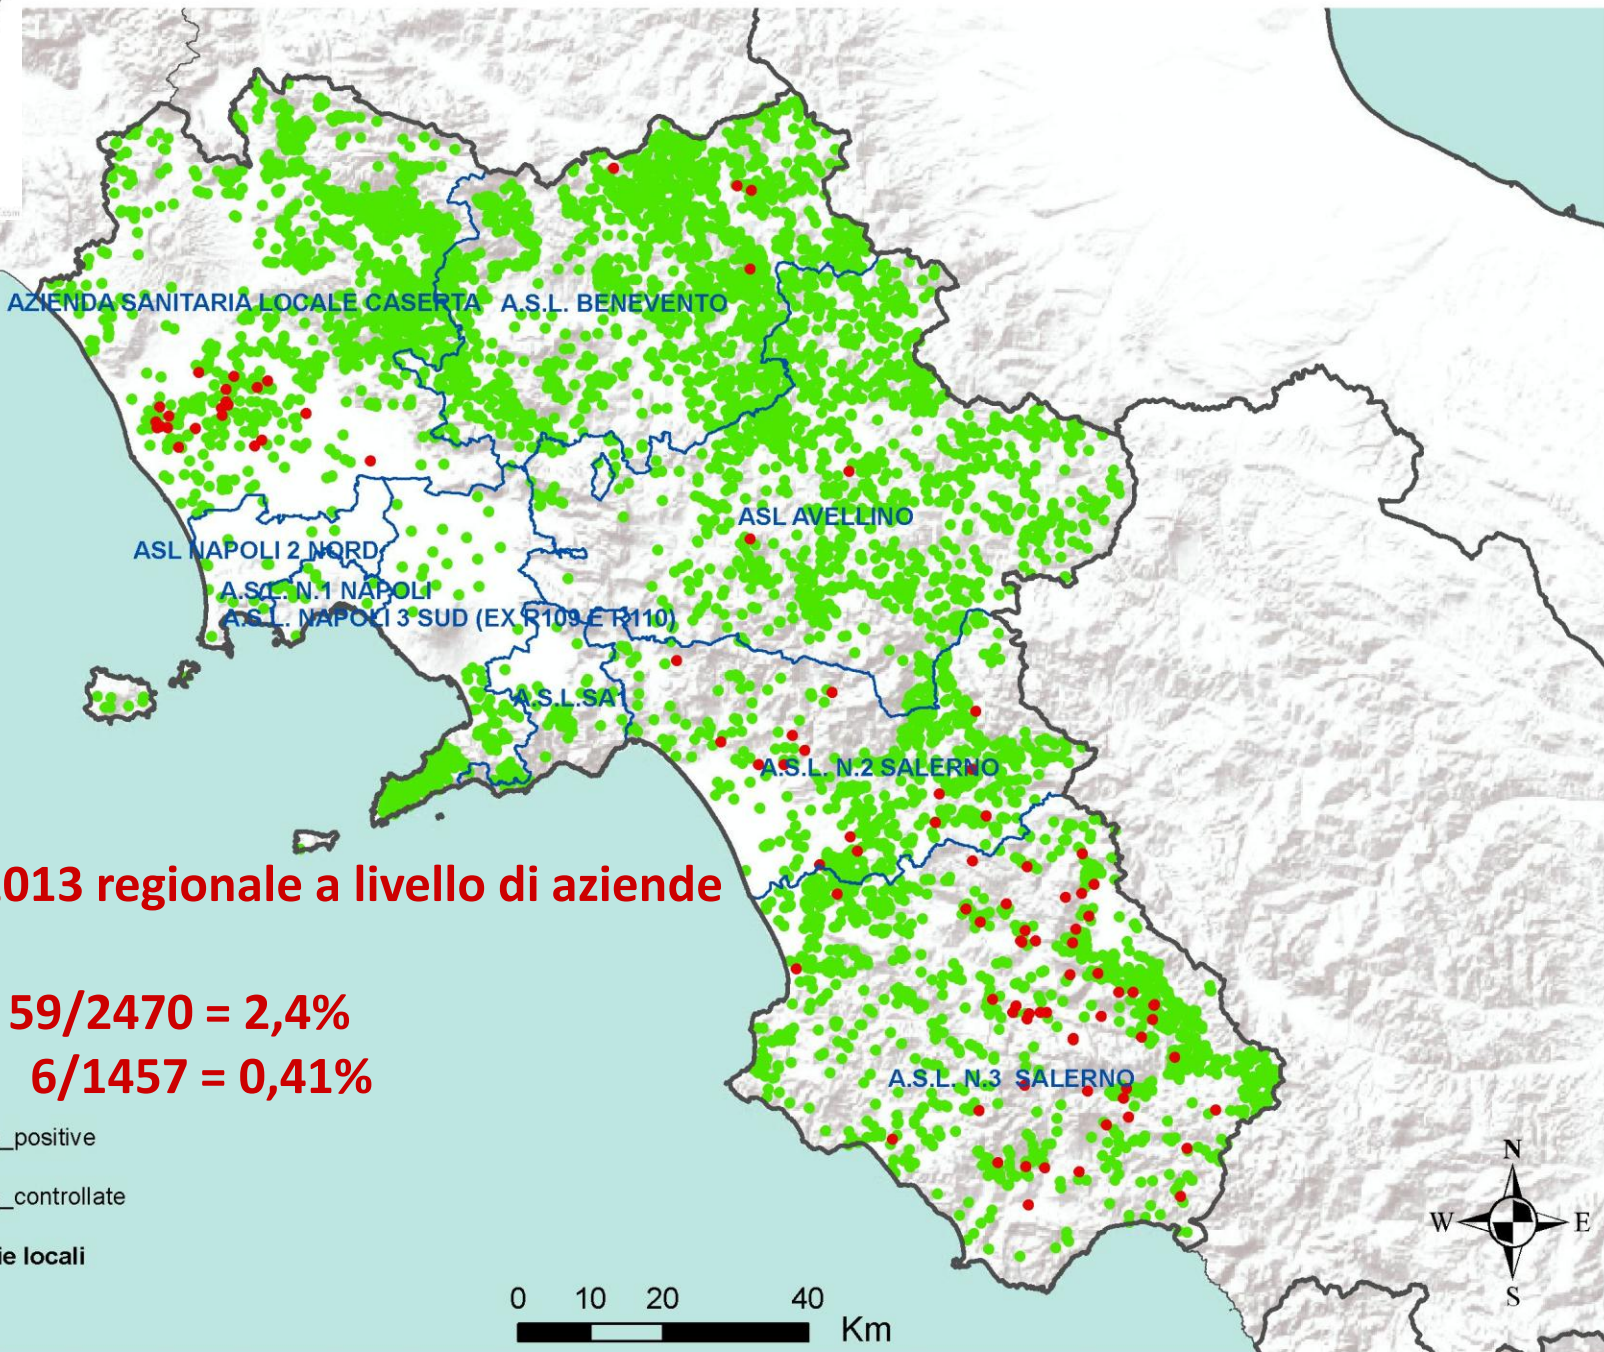 AZIENDA SANITARIA LOCALE CASERTA
A.S.L. BENEVENTO
ASL AVELLINO
ASL NAPOLI 2 NORD
A.S.L. N.1 NAPOLI
A.S.L. NAPOLI 3 SUD (EX R109 E R110)
A.S.L.SA1
A.S.L. N.2 SALERNO
013 regionale a livello di aziende
59/2470 = 2,4%
6/1457 = 0,41%
A.S.L. N.3 SALERNO
_positive
_controllate
ie locali
N
W
E
S
0 10 20 40
Km